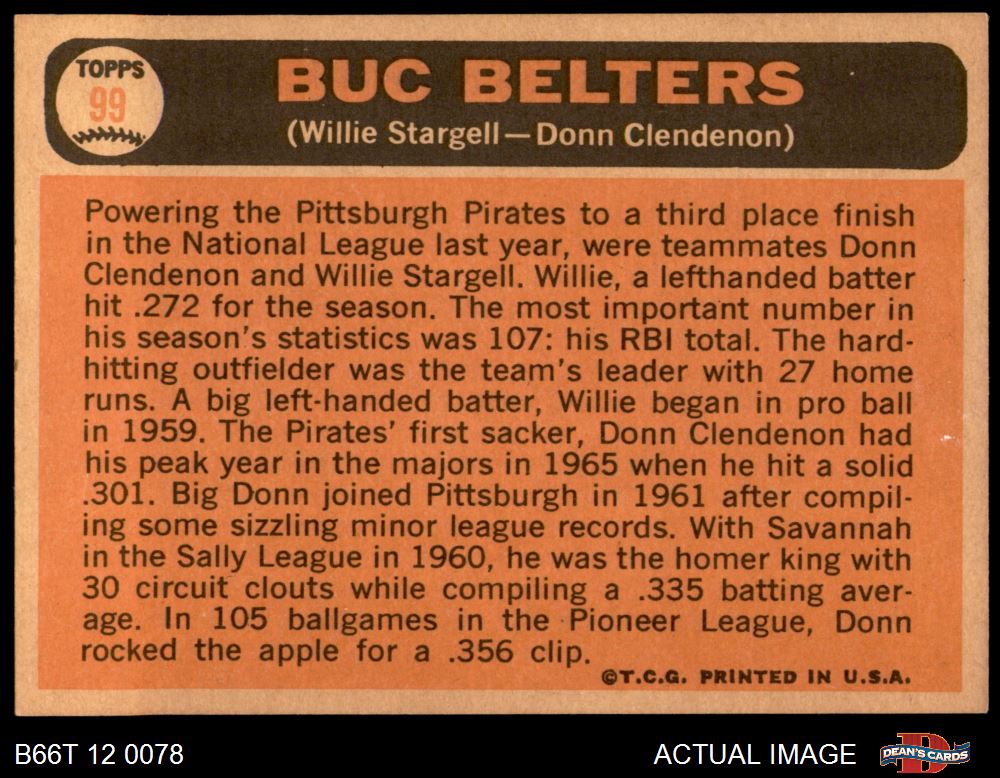 TOPPS
99
BUC BELTERS
(Willie Stargell—Donn Clendenon)
Powering the Pittsburgh Pirates to a third place finish
in the National League last year, were teammates Donn
Clendenon and Willie Stargell. Willie, a lefthanded batter
hit .272 for the season. The most important number in
his season's statistics was 107: his RBI total. The hard-
hitting outfielder was the team's leader with 27 home
runs. A big left-handed batter, Willie began in pro ball
in 1959. The Pirates' first sacker, Donn Clendenon had
his peak year in the majors in 1965 when he hit a solid
.301. Big Donn joined Pittsburgh in 1961 after compil-
ing some sizzling minor league records. With Savannah
in the Sally League in 1960, he was the homer king with
30 circuit clouts while compiling a .335 batting aver-
age. In 105 ballgames in the Pioneer League, Donn
rocked the apple for a .356 clip.
©T.C.G. PRINTED IN U.S.A.
B66T 12 0078
ACTUAL IMAGE
D
DEAN'S CARDS